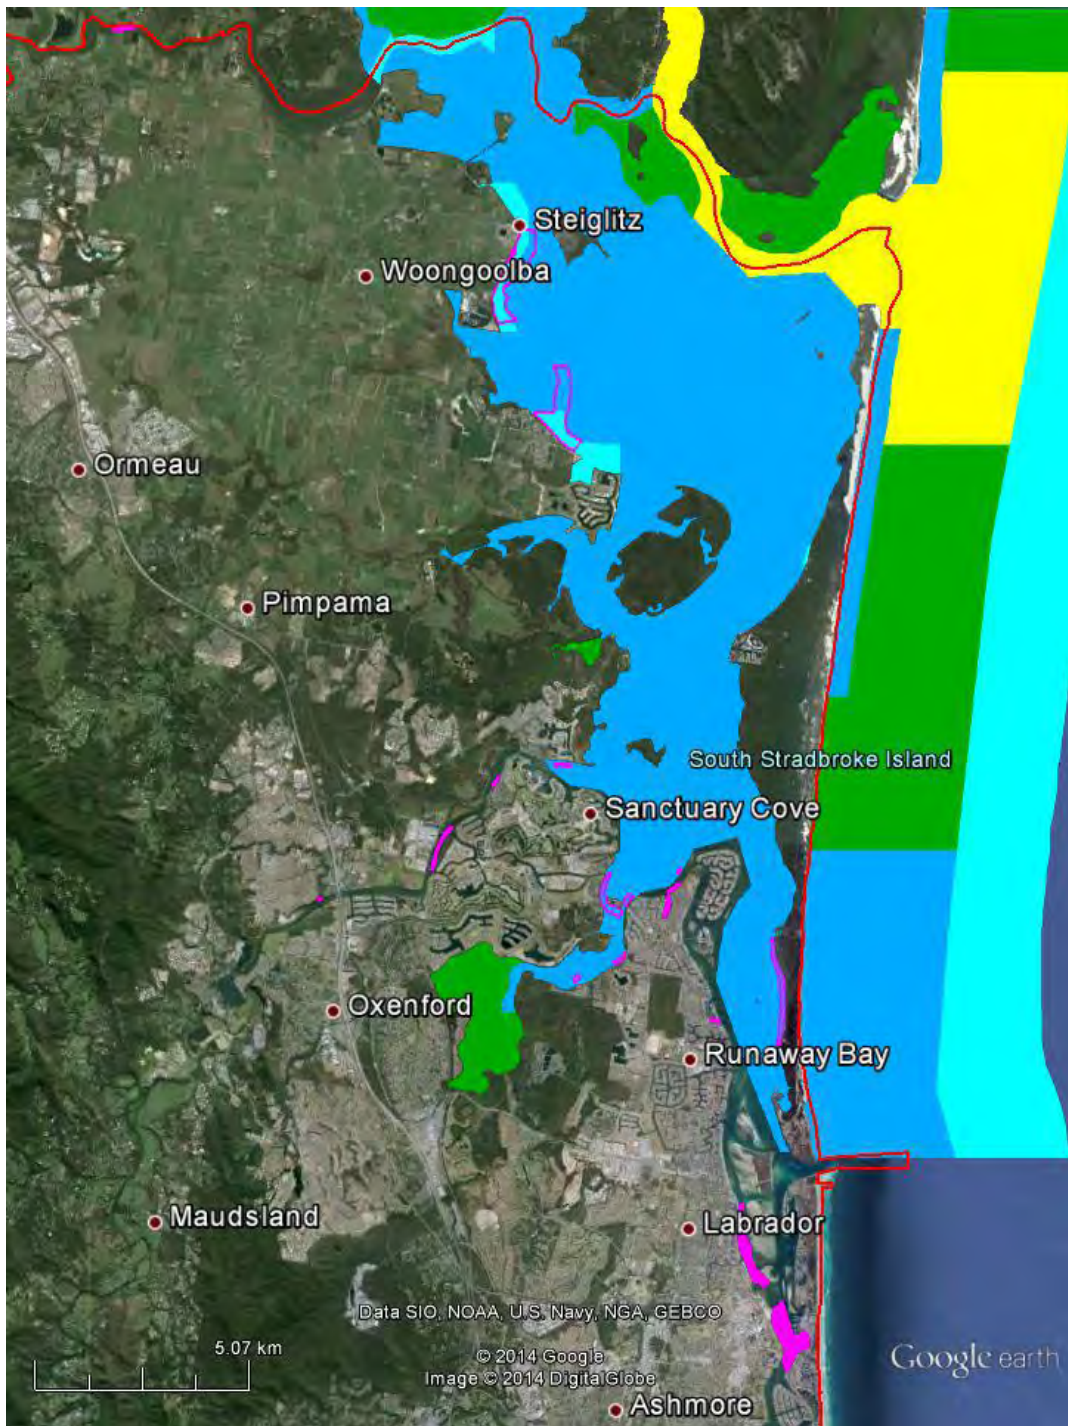 Steiglitz
Woongoolba
Ormeau
Pimpama
South Stradbroke Island
Sanctuary Cove
Oxenford
Runaway Bay
Maudsland
Labrador
Data SIO, NOAA, U.S. Navy, NGA, GEBCO
5.07 km
© 2014 Google
Image © 2014 DigitalGlobe
Google earth
Ashmore